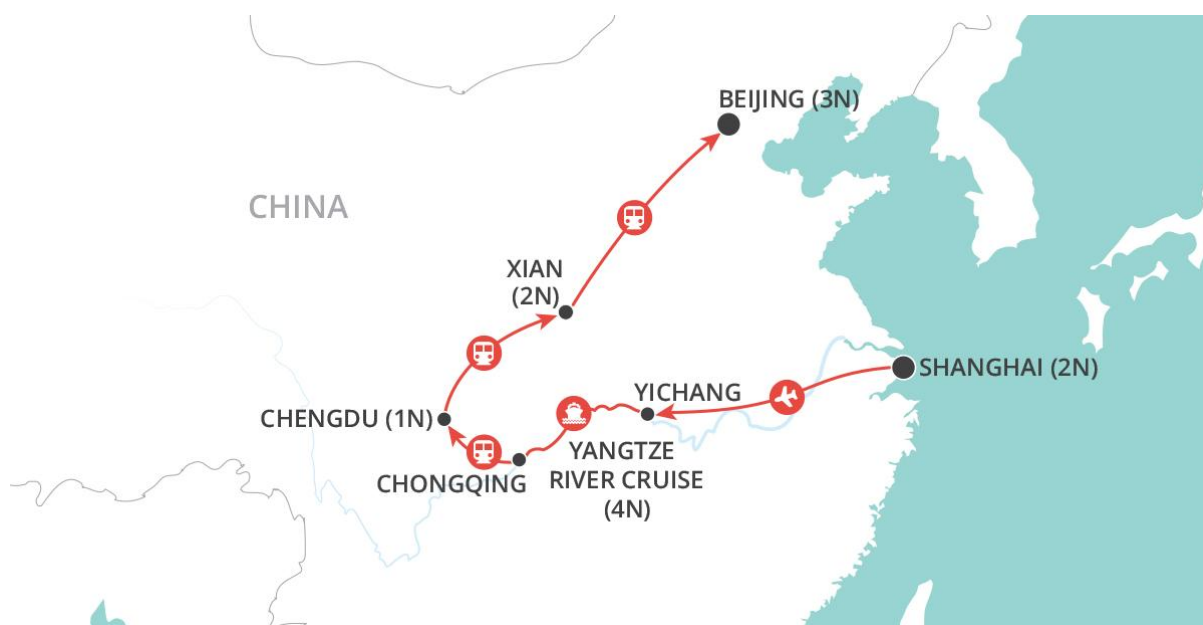 BEIJING (3N)
CHINA
XIAN
(2N)
SHANGHAI (2N)
YICHANG
CHENGDU (1N)
YANGTZE
RIVER CRUISE
(4N)
CHONGQING